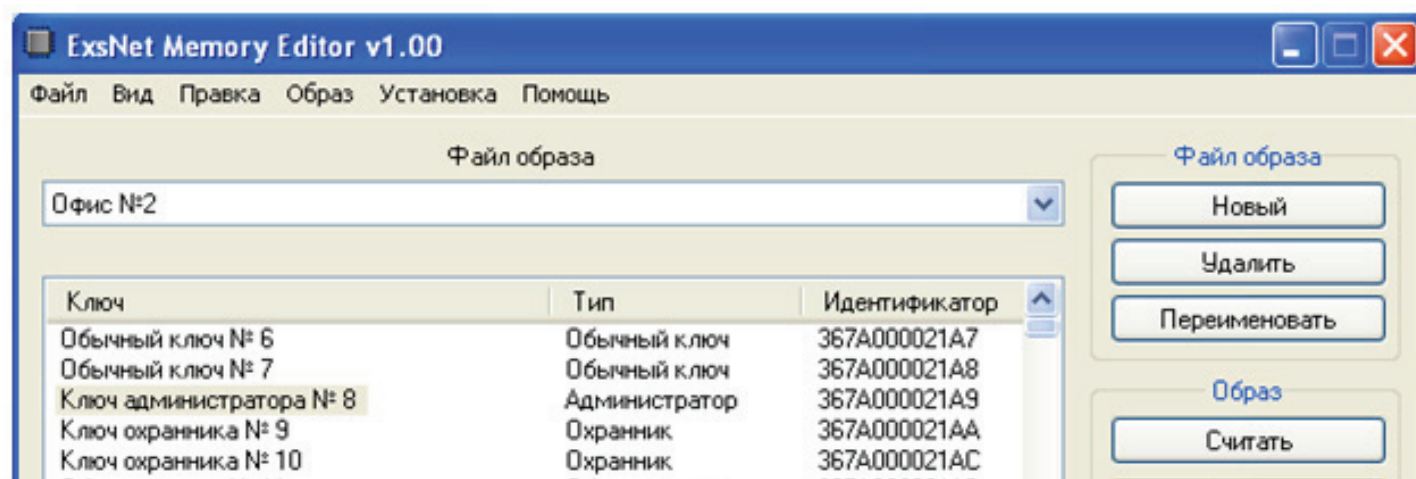 ExsNet Memory Editor v1.00
Файл Вид Правка Образ Установка Помощь
Файл образа
Офис №2
Ключ Тип Идентификатор
Обычный ключ № 6 Обычный ключ 367A000021A7
Обычный ключ № 7 Обычный ключ 367A000021A8
Ключ администратора № 8 Администратор 367A000021A9
Ключ охранника № 9 Охранник 367A000021AA
Ключ охранника № 10 Охранник 367A000021AC
Файл образа
Новый
Удалить
Переименовать
Образ
Считать